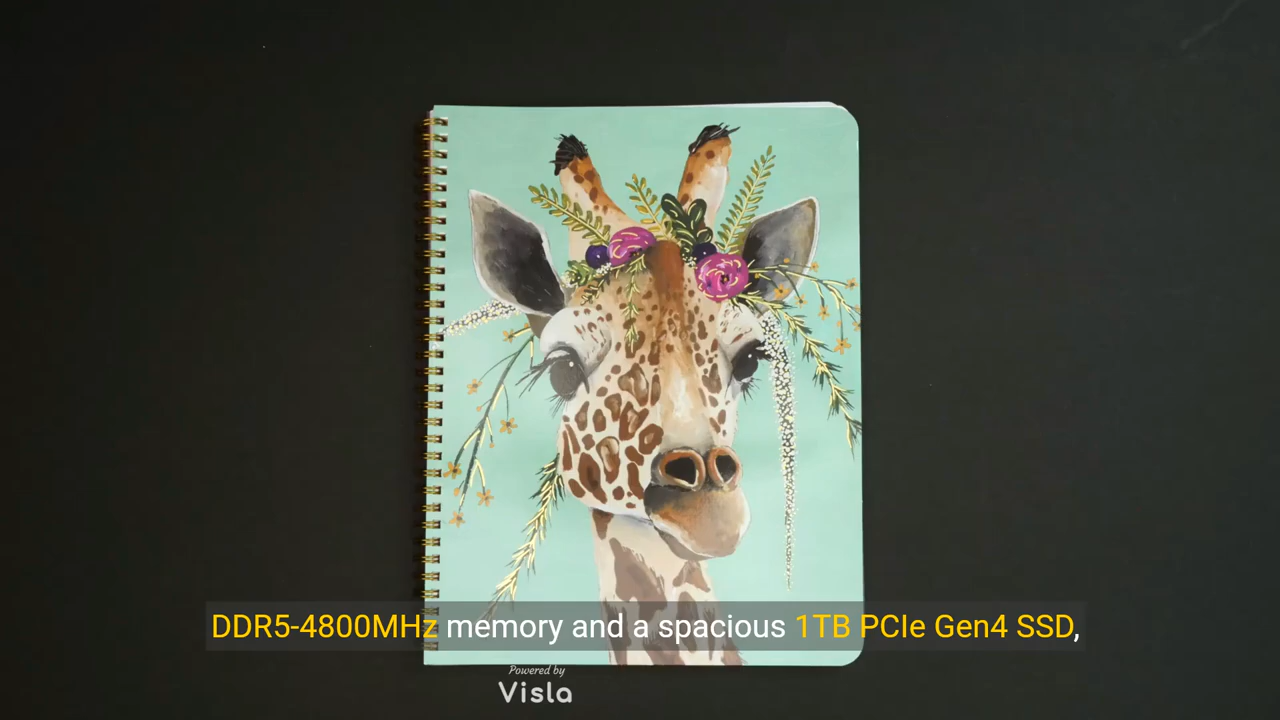 DDR5-4800MHz memory and a spacious 1TB PCIe Gen4 SSD,
Powered by
Visla